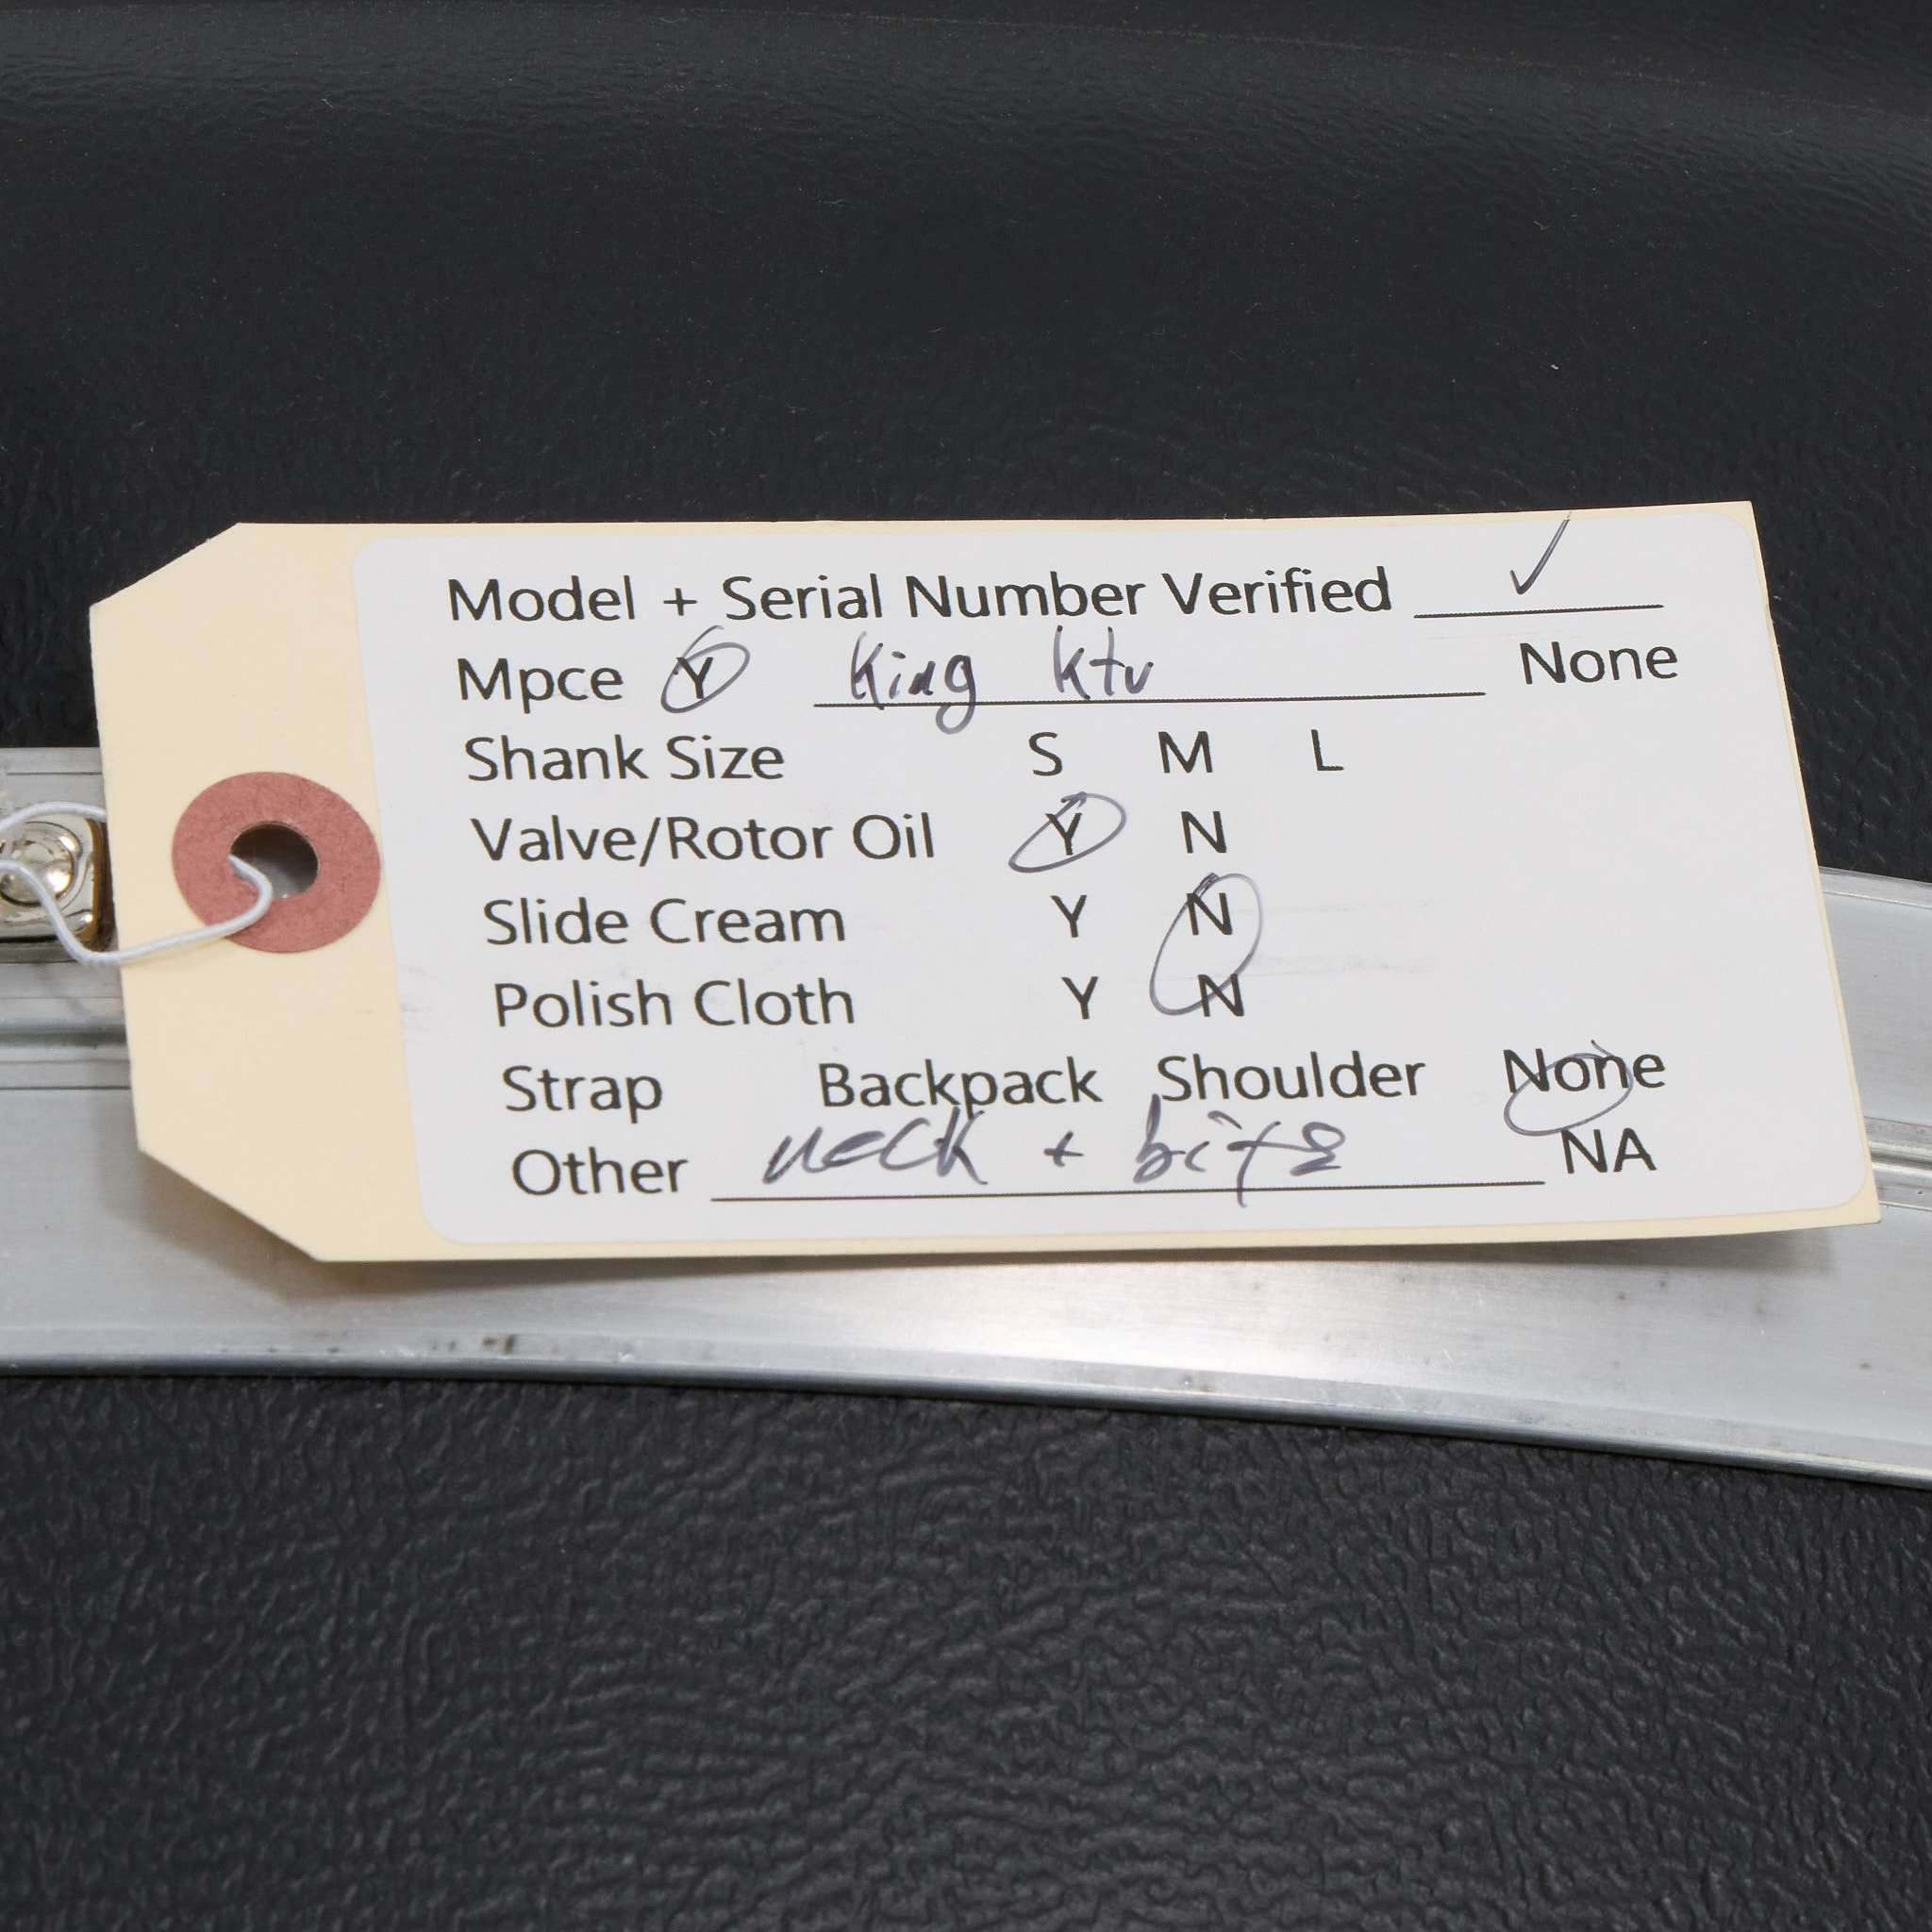 Model + Serial Number Verified ✓
Mpce Y King ktu None
Shank Size S M L
Valve/Rotor Oil Y N
Slide Cream Y N
Polish Cloth Y N
Strap Backpack Shoulder None
Other neck + bits NA